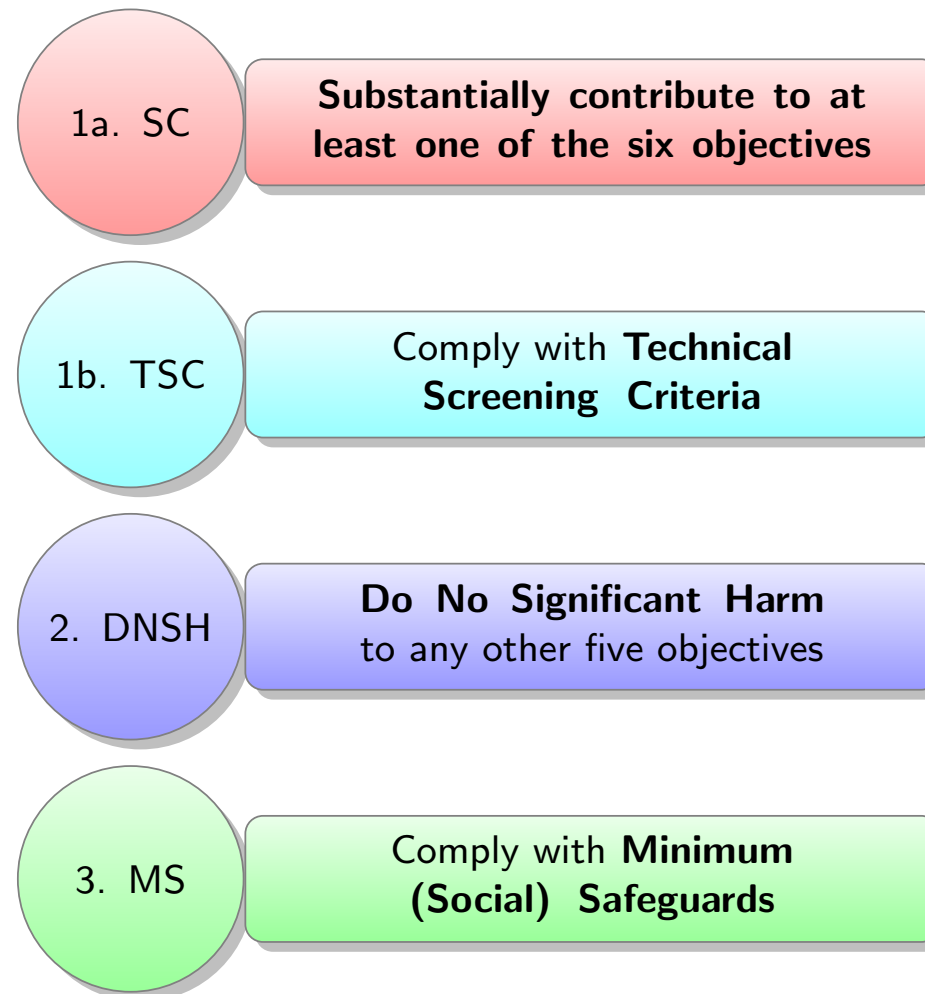 1a. SC
Substantially contribute to at
least one of the six objectives
1b. TSC
Comply with Technical
Screening Criteria
2. DNSH
Do No Significant Harm
to any other five objectives
3. MS
Comply with Minimum
(Social) Safeguards